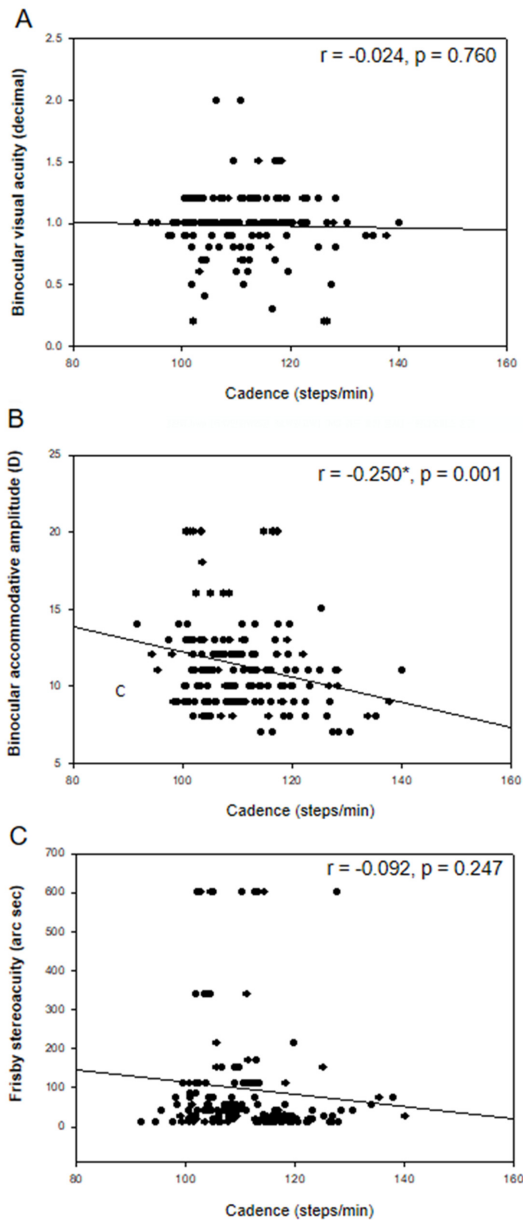 A
r = -0.024, p = 0.760
Binocular visual acuity (decimal)
2.5
2.0
1.5
1.0
0.5
0.0
80 100 120 140 160
Cadence (steps/min)
B
r = -0.250*, p = 0.001
Binocular accommodative amplitude (D)
25
20
15
10
5
C
80 100 120 140 160
Cadence (steps/min)
C
r = -0.092, p = 0.247
Frisby stereoacuity (arc sec)
700
600
500
400
300
200
100
0
80 100 120 140 160
Cadence (steps/min)